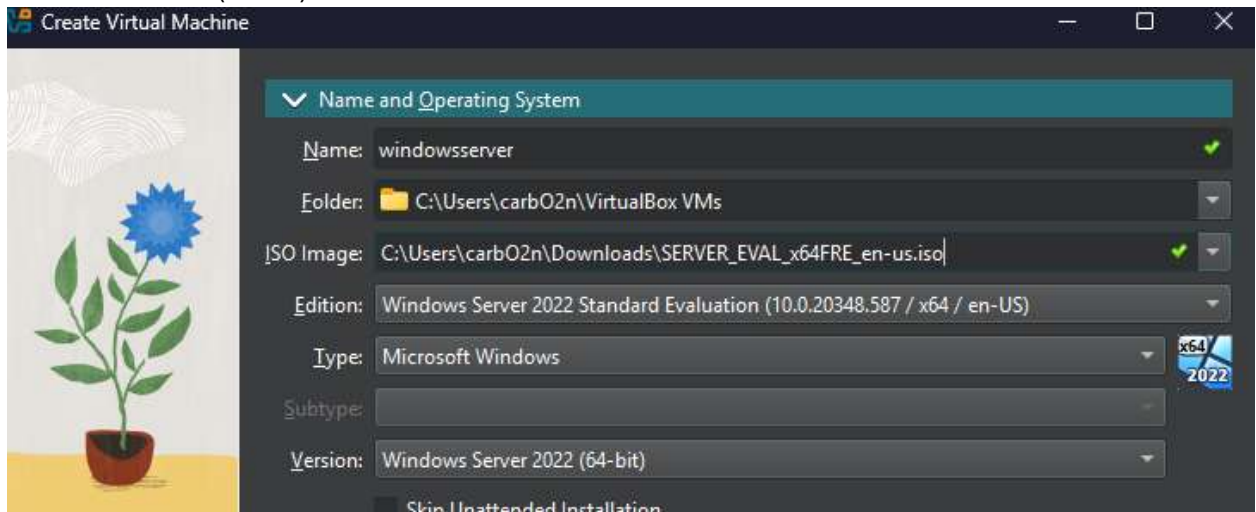 Create Virtual Machine
Name and Operating System
Name: windowsserver
Folder: C:\Users\carbO2n\VirtualBox VMs
ISO Image: C:\Users\carbO2n\Downloads\SERVER_EVAL_x64FRE_en-us.iso
Edition: Windows Server 2022 Standard Evaluation (10.0.20348.587 / x64 / en-US)
Type: Microsoft Windows
x64
2022
Subtype:
Version: Windows Server 2022 (64-bit)
Skip Unattended Installation